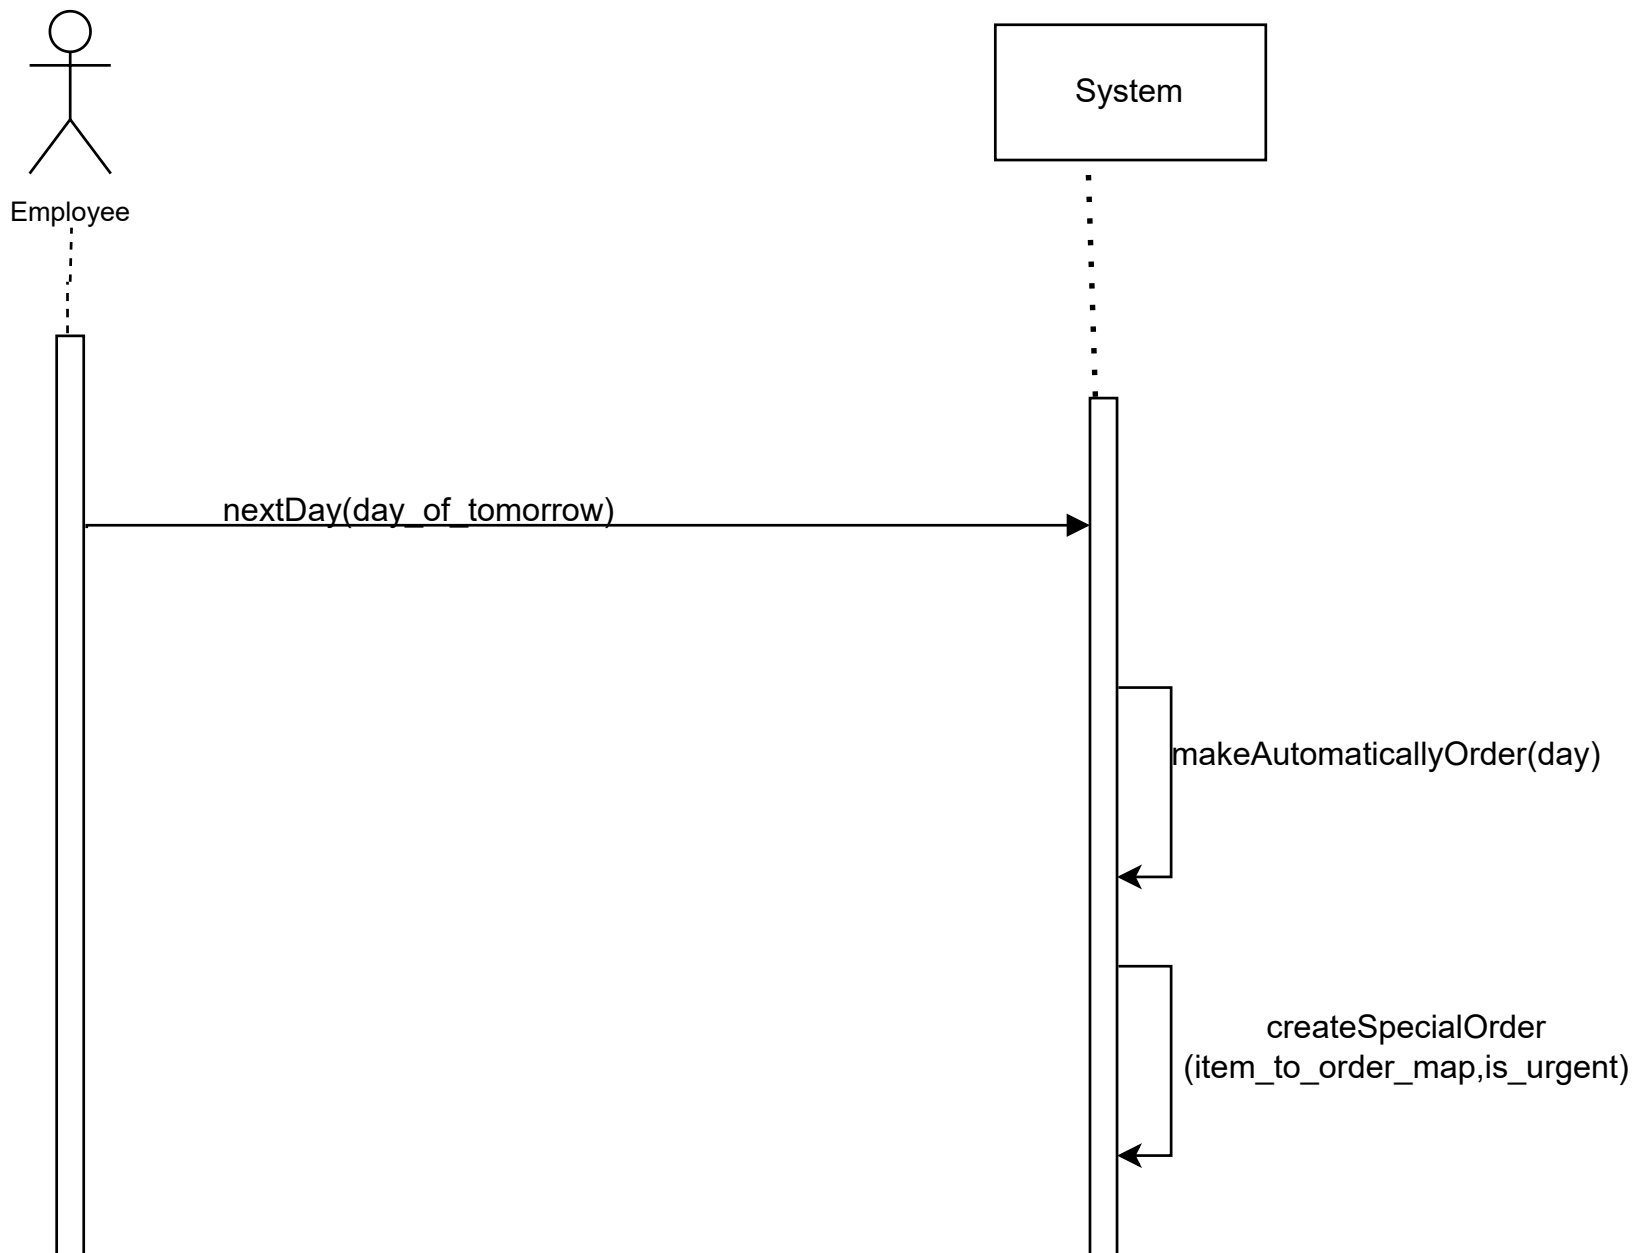 System
Employee
nextDay(day_of_tomorrow)
makeAutomaticallyOrder(day)
createSpecialOrder
(item_to_order_map,is_urgent)